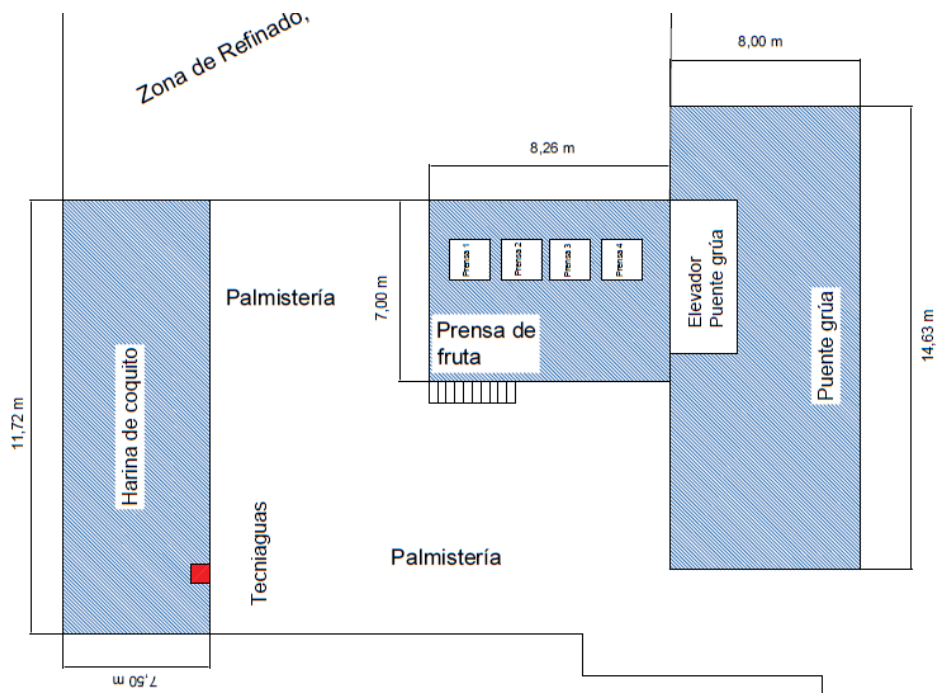 Zona de Refinado,
8,00 m
8,26 m
Prensa 1
Prensa 2
Prensa 3
Prensa 4
Elevador
Puente grúa
Palmistería
7,00 m
Prensa de
fruta
Puente grúa
14,63 m
Harina de coquito
11,72 m
Tecniaguas
Palmistería
7,50 m